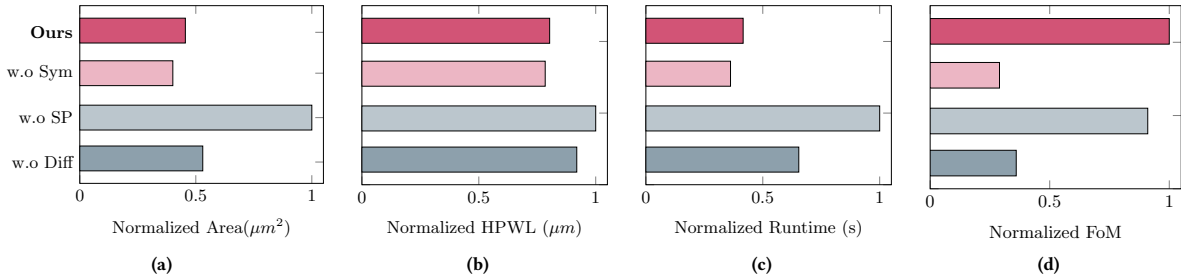 Ours
w.o Sym
w.o SP
w.o Diff
0 0.5 1
Normalized Area(μm²)
(a)
0 0.5 1
Normalized HPWL (μm)
(b)
0 0.5 1
Normalized Runtime (s)
(c)
0 0.5 1
Normalized FoM
(d)